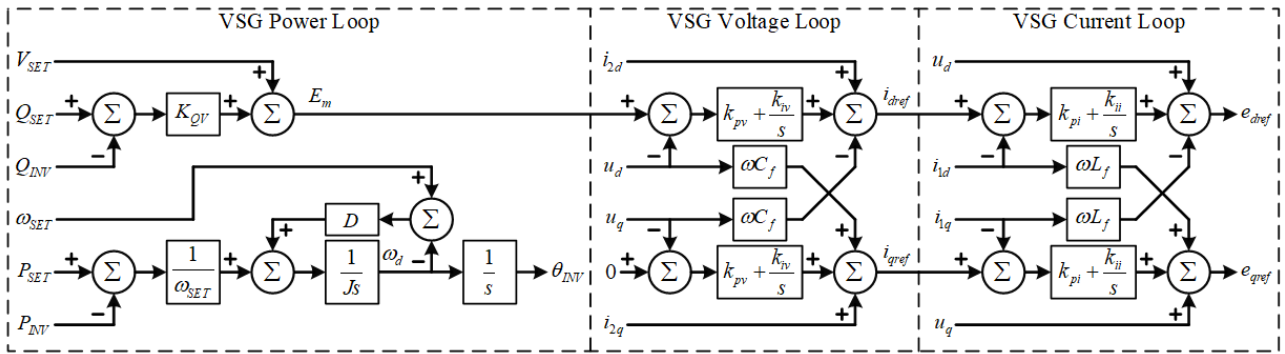 VSG Power Loop
V_SET
Q_SET
Q_INV
ω_SET
P_SET
P_INV
+
+
−
Σ
K_QV
+
+
Σ
E_m
+
−
Σ
D
+
−
Σ
1/ω_SET
+
+
Σ
1/Js
ω_d
1/s
θ_INV
VSG Voltage Loop
i_2d
u_d
u_q
0
i_2q
+
−
Σ
k_pv + k_iv/s
+
+
−
Σ
i_dref
ωC_f
ωC_f
+
−
Σ
k_pv + k_iv/s
+
+
+
Σ
i_qref
VSG Current Loop
u_d
i_1d
i_1q
u_q
+
−
Σ
k_pi + k_ii/s
+
+
−
Σ
e_dref
ωL_f
ωL_f
+
−
Σ
k_pi + k_ii/s
+
+
+
Σ
e_qref